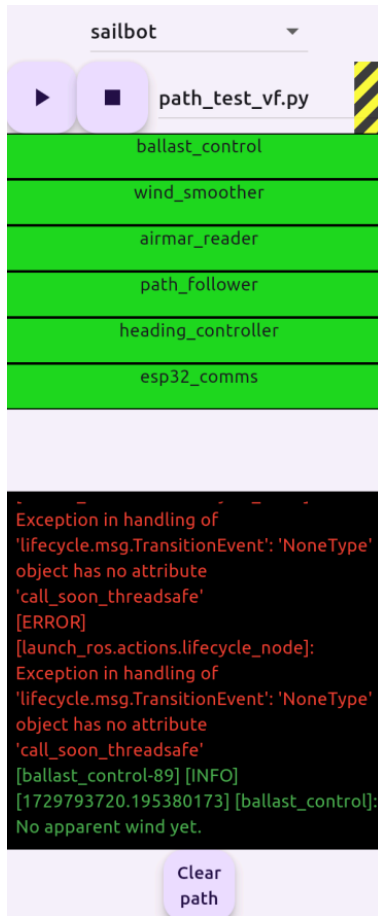 sailbot
path_test_vf.py
ballast_control
wind_smoother
airmar_reader
path_follower
heading_controller
esp32_comms
Exception in handling of
'lifecycle.msg.TransitionEvent': 'NoneType'
object has no attribute
'call_soon_threadsafe'
[ERROR]
[launch_ros.actions.lifecycle_node]:
Exception in handling of
'lifecycle.msg.TransitionEvent': 'NoneType'
object has no attribute
'call_soon_threadsafe'
[ballast_control-89] [INFO]
[1729793720.195380173] [ballast_control]:
No apparent wind yet.
Clear
path